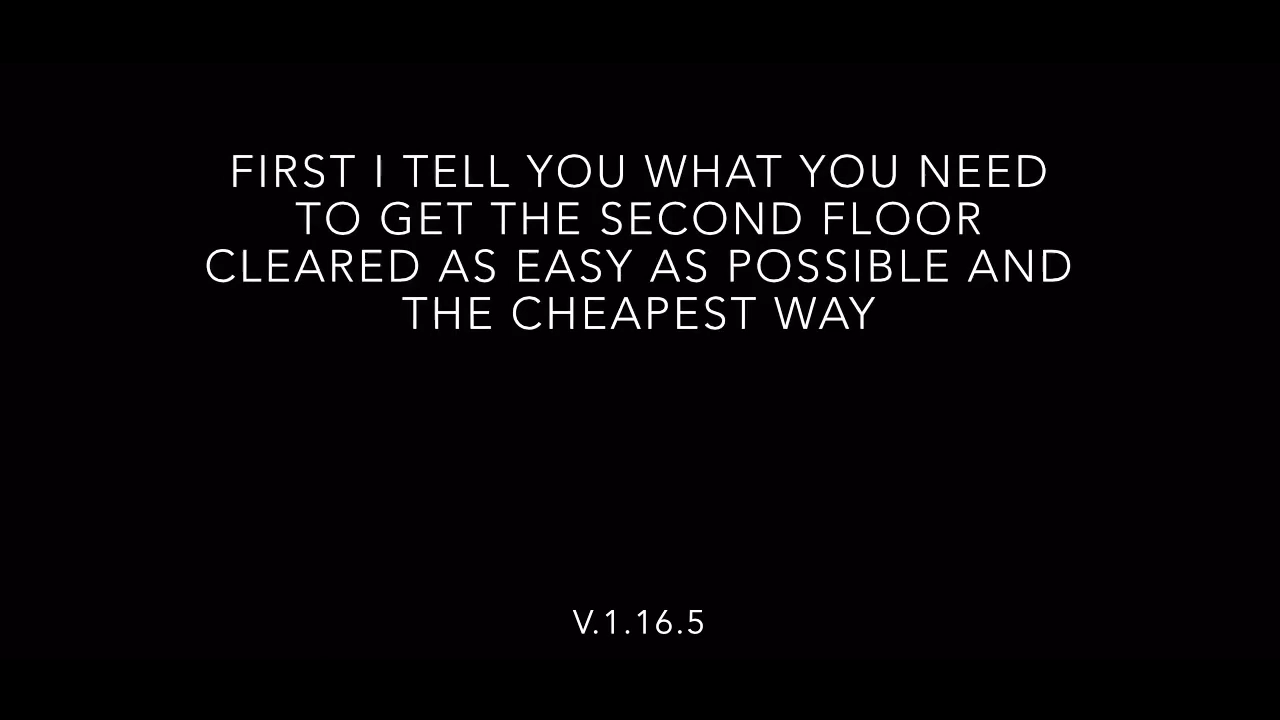 FIRST I TELL YOU WHAT YOU NEED
TO GET THE SECOND FLOOR
CLEARED AS EASY AS POSSIBLE AND
THE CHEAPEST WAY
V.1.16.5